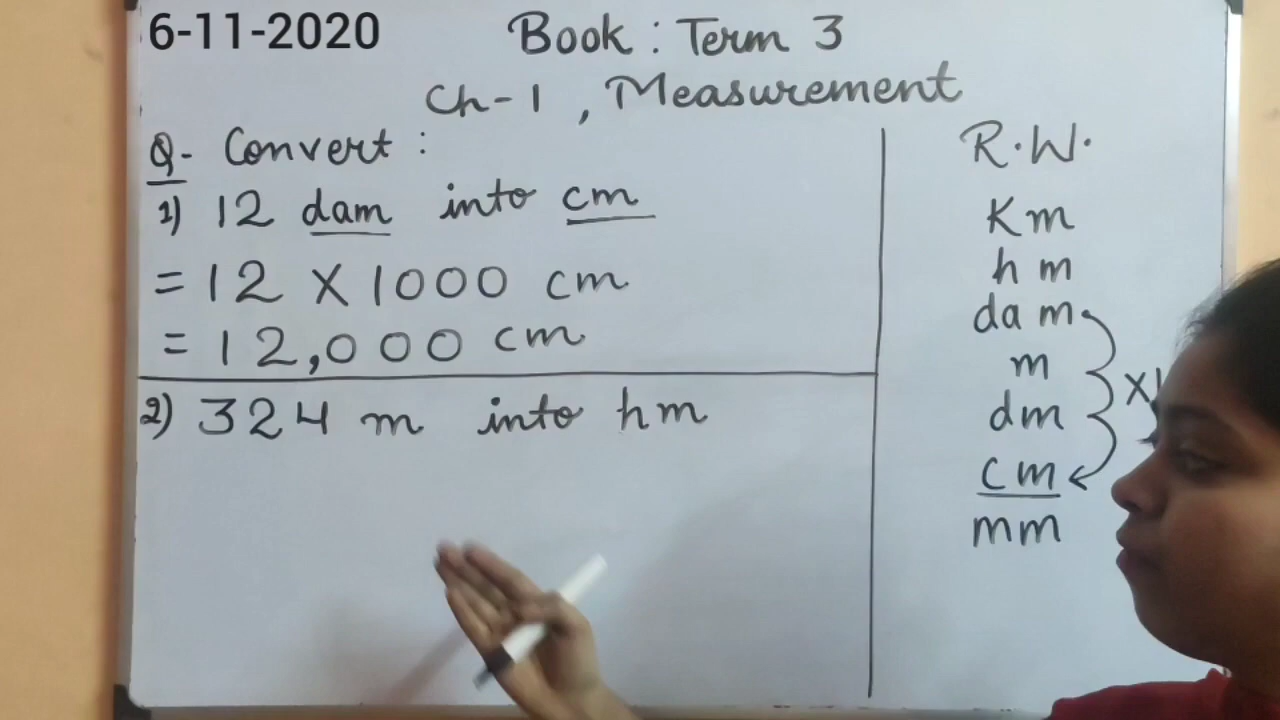 6-11-2020
Book : Term 3
Ch-1 , Measurement
Q- Convert :
1) 12 dam into cm
= 12 X 1000 cm
= 12,000 cm
2) 324 m into hm
R.W.
Km
hm
dam
m
dm
cm
mm